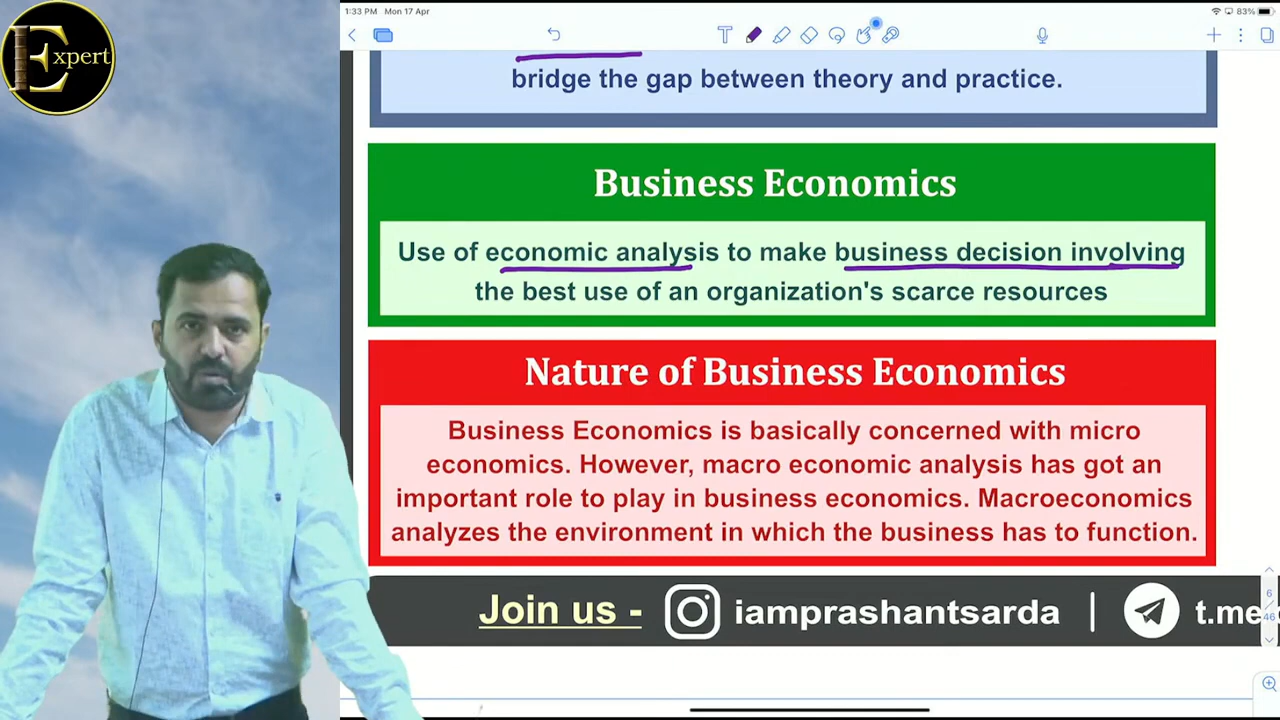 1:33 PM Mon 17 Apr
83%
Expert
bridge the gap between theory and practice.
Business Economics
Use of economic analysis to make business decision involving
the best use of an organization's scarce resources
Nature of Business Economics
Business Economics is basically concerned with micro
economics. However, macro economic analysis has got an
important role to play in business economics. Macroeconomics
analyzes the environment in which the business has to function.
Join us - iamprashantsarda | t.me
6
46